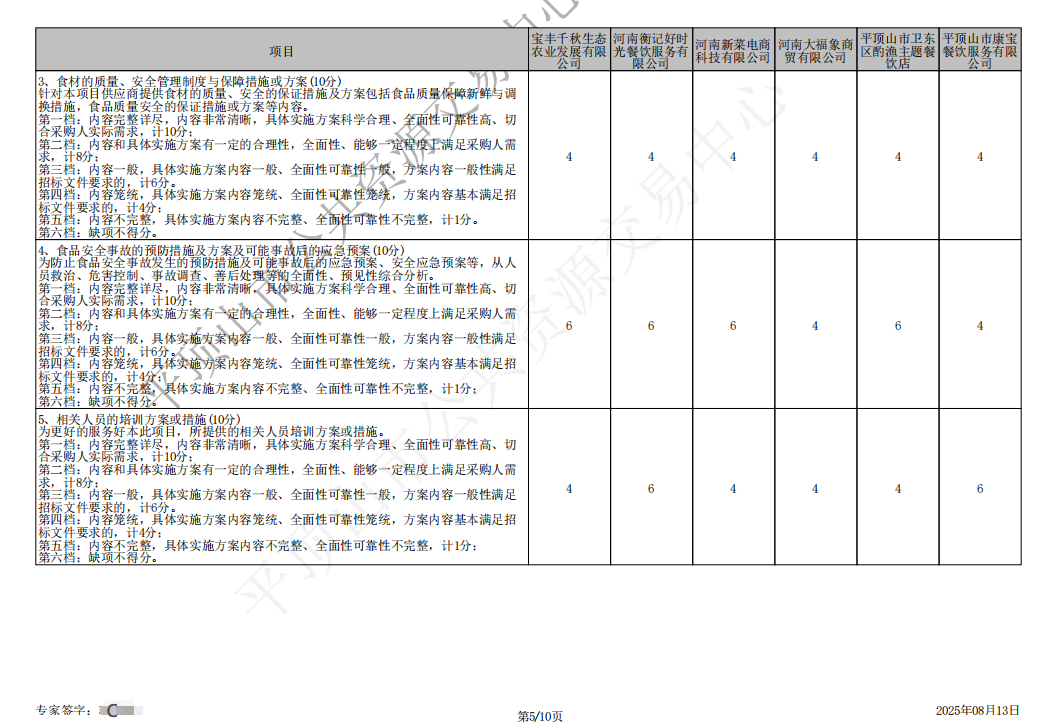 项目
宝丰千秋生态
农业发展有限
公司
河南衡记好时
光餐饮服务有
限公司
河南新菜电商
科技有限公司
河南大福象商
贸有限公司
平顶山市卫东
区酌渔主题餐
饮店
平顶山市康宝
餐饮服务有限
公司
3、食材的质量、安全管理制度与保障措施或方案(10分)
针对本项目供应商提供食材的质量、安全的保证措施及方案包括食品质量保障新鲜与调
换措施，食品质量安全的保证措施或方案等内容。
第一档：内容完整详尽，内容非常清晰，具体实施方案科学合理、全面性可靠性高、切
合采购人实际需求，计10分；
第二档：内容和具体实施方案有一定的合理性，全面性、能够一定程度上满足采购人需
求，计8分；
第三档：内容一般，具体实施方案内容一般、全面性可靠性一般，方案内容一般性满足
招标文件要求的，计6分。
第四档：内容笼统，具体实施方案内容笼统、全面性可靠性笼统，方案内容基本满足招
标文件要求的，计4分；
第五档：内容不完整，具体实施方案内容不完整、全面性可靠性不完整，计1分。
第六档：缺项不得分。
4 4 4 4 4 4
4、食品安全事故的预防措施及方案及可能事故后的应急预案(10分)
为防止食品安全事故发生的预防措施及可能事故后的应急预案、安全应急预案等，从人
员救治、危害控制、事故调查、善后处理等的全面性、预见性综合分析。
第一档：内容完整详尽，内容非常清晰，具体实施方案科学合理、全面性可靠性高、切
合采购人实际需求，计10分；
第二档：内容和具体实施方案有一定的合理性，全面性、能够一定程度上满足采购人需
求，计8分；
第三档：内容一般，具体实施方案内容一般、全面性可靠性一般，方案内容一般性满足
招标文件要求的，计6分。
第四档：内容笼统，具体实施方案内容笼统、全面性可靠性笼统，方案内容基本满足招
标文件要求的，计4分；
第五档：内容不完整，具体实施方案内容不完整、全面性可靠性不完整，计1分；
第六档：缺项不得分。
6 6 6 4 6 4
5、相关人员的培训方案或措施(10分)
为更好的服务好本此项目，所提供的相关人员培训方案或措施。
第一档：内容完整详尽，内容非常清晰，具体实施方案科学合理、全面性可靠性高、切
合采购人实际需求，计10分；
第二档：内容和具体实施方案有一定的合理性，全面性、能够一定程度上满足采购人需
求，计8分；
第三档：内容一般，具体实施方案内容一般、全面性可靠性一般，方案内容一般性满足
招标文件要求的，计6分。
第四档：内容笼统，具体实施方案内容笼统、全面性可靠性笼统，方案内容基本满足招
标文件要求的，计4分；
第五档：内容不完整，具体实施方案内容不完整、全面性可靠性不完整，计1分；
第六档：缺项不得分。
4 6 4 4 4 6
平顶山市公共资源交易中心
平顶山市公共资源交易中心
专家签字：
第5/10页
2025年08月13日